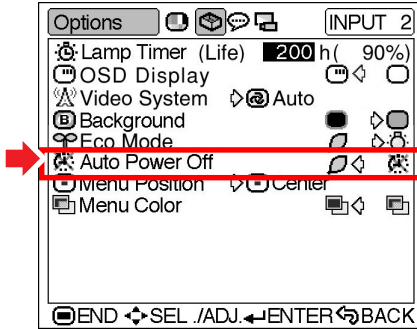 Options INPUT 2
Lamp Timer (Life) 200 h( 90%)
OSD Display
Video System Auto
B Background
Eco Mode
Auto Power Off
Menu Position Center
Menu Color
END SEL ./ADJ. ENTER BACK